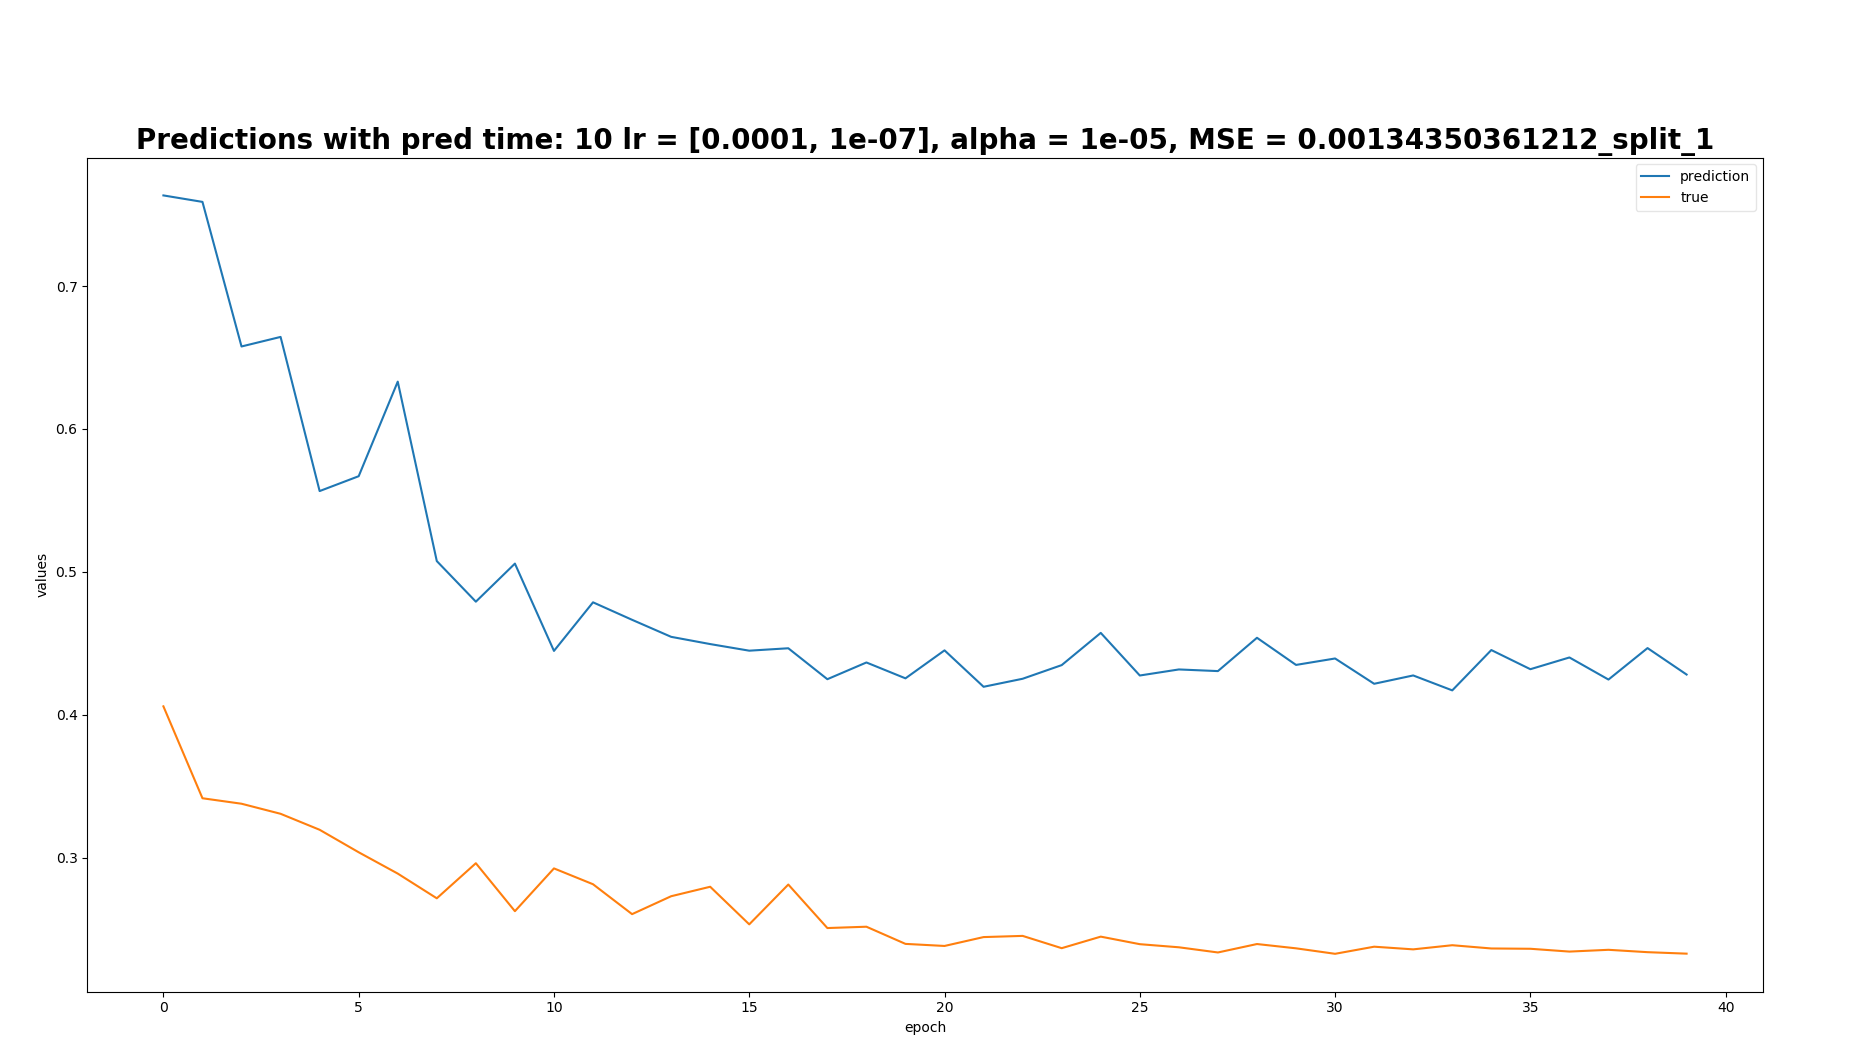 Predictions with pred time: 10 lr = [0.0001, 1e-07], alpha = 1e-05, MSE = 0.00134350361212_split_1
prediction
true
values
0.7
0.6
0.5
0.4
0.3
0 5 10 15 20 25 30 35 40
epoch